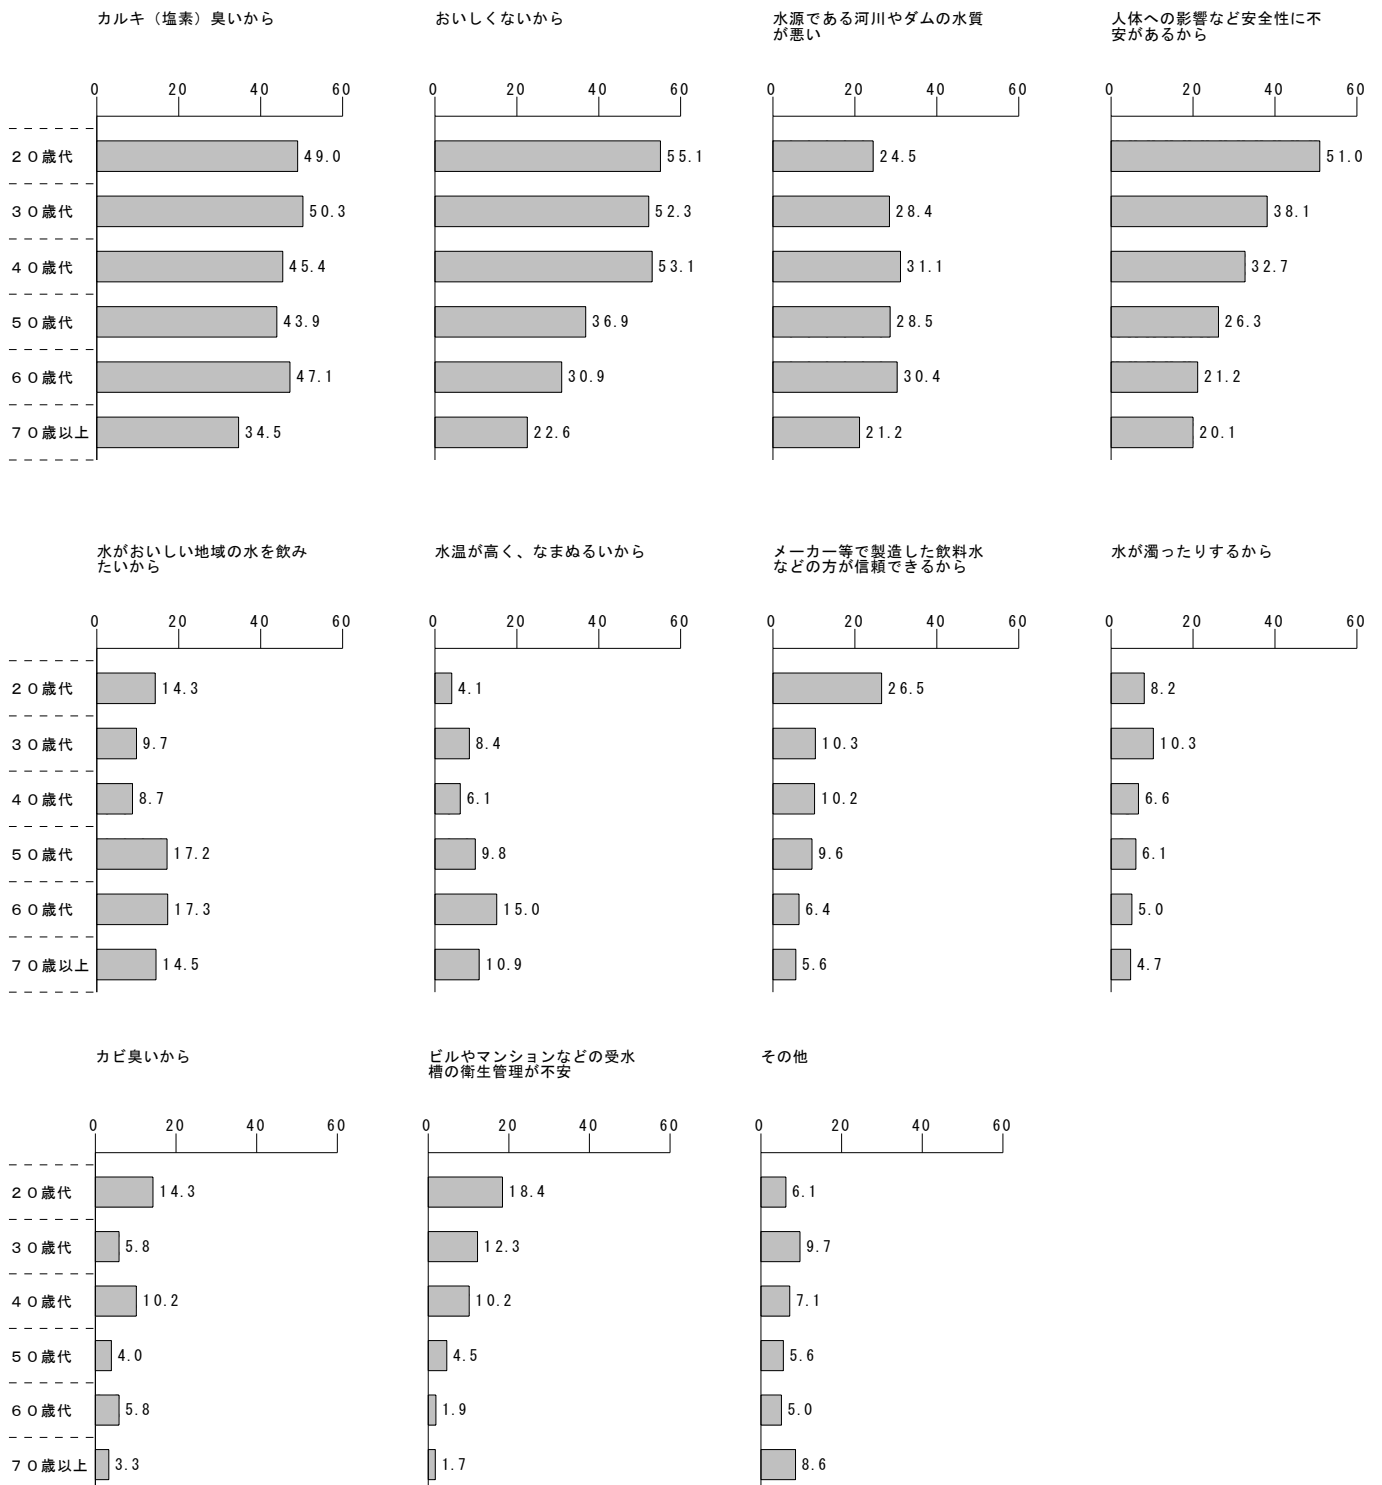 カルキ（塩素）臭いから
おいしくないから
水源である河川やダムの水質
が悪い
人体への影響など安全性に不
安があるから
0 20 40 60 0 20 40 60 0 20 40 60 0 20 40 60
２０歳代 49.0 55.1 24.5 51.0
３０歳代 50.3 52.3 28.4 38.1
４０歳代 45.4 53.1 31.1 32.7
５０歳代 43.9 36.9 28.5 26.3
６０歳代 47.1 30.9 30.4 21.2
７０歳以上 34.5 22.6 21.2 20.1
水がおいしい地域の水を飲み
たいから
水温が高く、なまぬるいから
メーカー等で製造した飲料水
などの方が信頼できるから
水が濁ったりするから
0 20 40 60 0 20 40 60 0 20 40 60 0 20 40 60
２０歳代 14.3 4.1 26.5 8.2
３０歳代 9.7 8.4 10.3 10.3
４０歳代 8.7 6.1 10.2 6.6
５０歳代 17.2 9.8 9.6 6.1
６０歳代 17.3 15.0 6.4 5.0
７０歳以上 14.5 10.9 5.6 4.7
カビ臭いから
ビルやマンションなどの受水
槽の衛生管理が不安
その他
0 20 40 60 0 20 40 60 0 20 40 60
２０歳代 14.3 18.4 6.1
３０歳代 5.8 12.3 9.7
４０歳代 10.2 10.2 7.1
５０歳代 4.0 4.5 5.6
６０歳代 5.8 1.9 5.0
７０歳以上 3.3 1.7 8.6